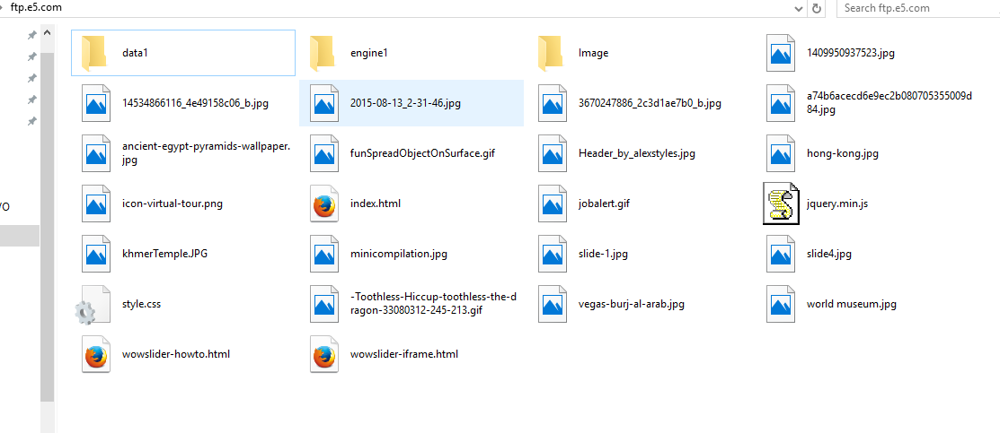 ftp.e5.com
Search ftp.e5.com
data1
engine1
Image
1409950937523.jpg
14534866116_4e49158c06_b.jpg
2015-08-13_2-31-46.jpg
3670247886_2c3d1ae7b0_b.jpg
a74b6acecd6e9ec2b080705355009d
84.jpg
ancient-egypt-pyramids-wallpaper.
jpg
funSpreadObjectOnSurface.gif
Header_by_alexstyles.jpg
hong-kong.jpg
icon-virtual-tour.png
index.html
jobalert.gif
jquery.min.js
khmerTemple.JPG
minicompilation.jpg
slide-1.jpg
slide4.jpg
style.css
-Toothless-Hiccup-toothless-the-d
ragon-33080312-245-213.gif
vegas-burj-al-arab.jpg
world museum.jpg
wowslider-howto.html
wowslider-iframe.html